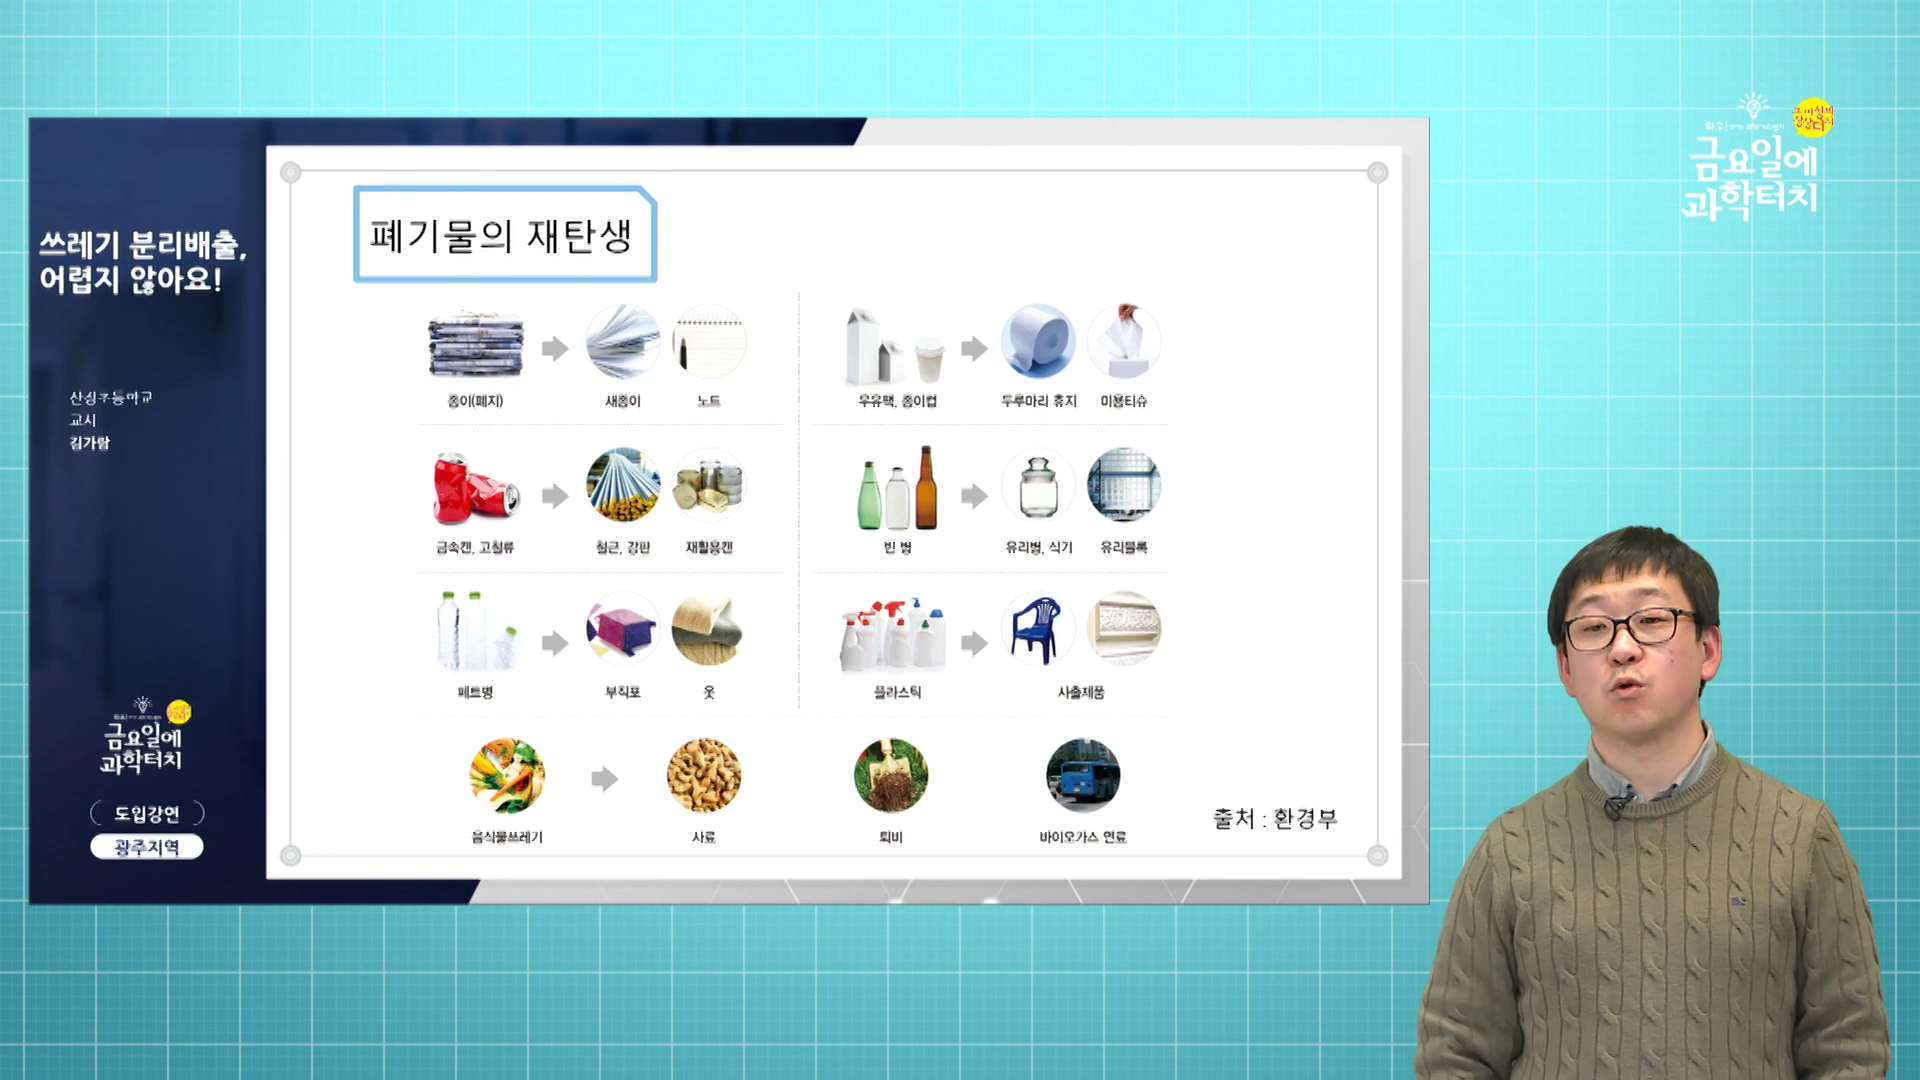 쓰레기 분리배출,
어렵지 않아요!
교사
김가람
금요일에
과학터치
도입강연
광주지역
폐기물의 재탄생
종이(폐지)
새종이
노트
우유팩, 종이컵
두루마리 휴지
미용티슈
금속캔, 고철류
철근, 강판
재활용캔
빈 병
유리병, 식기
유리블록
페트병
부직포
옷
플라스틱
사출제품
음식물쓰레기
사료
퇴비
바이오가스 연료
출처 : 환경부
금요일에
과학터치